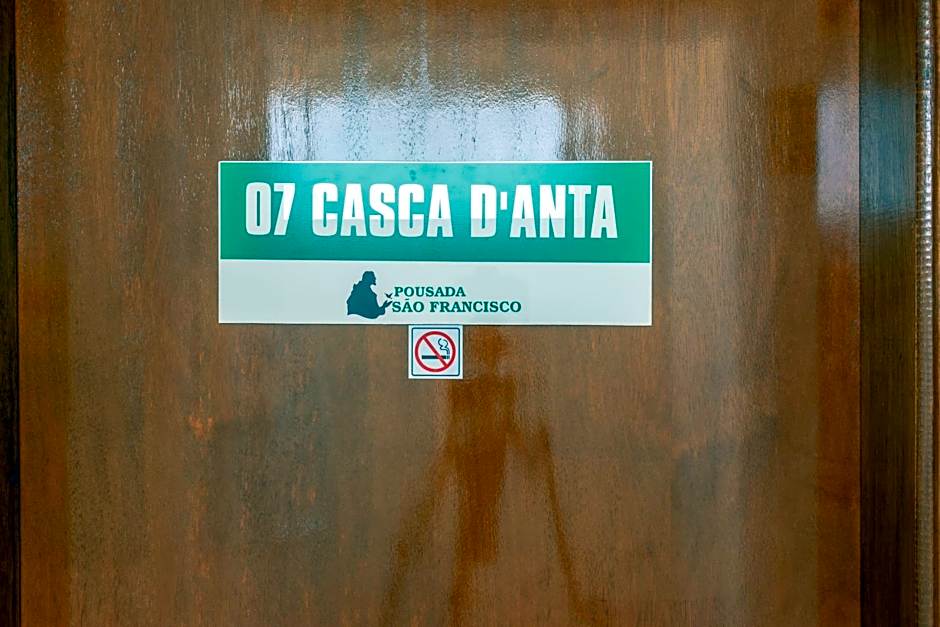 07 CASCA D'ANTA
POUSADA
SÃO FRANCISCO